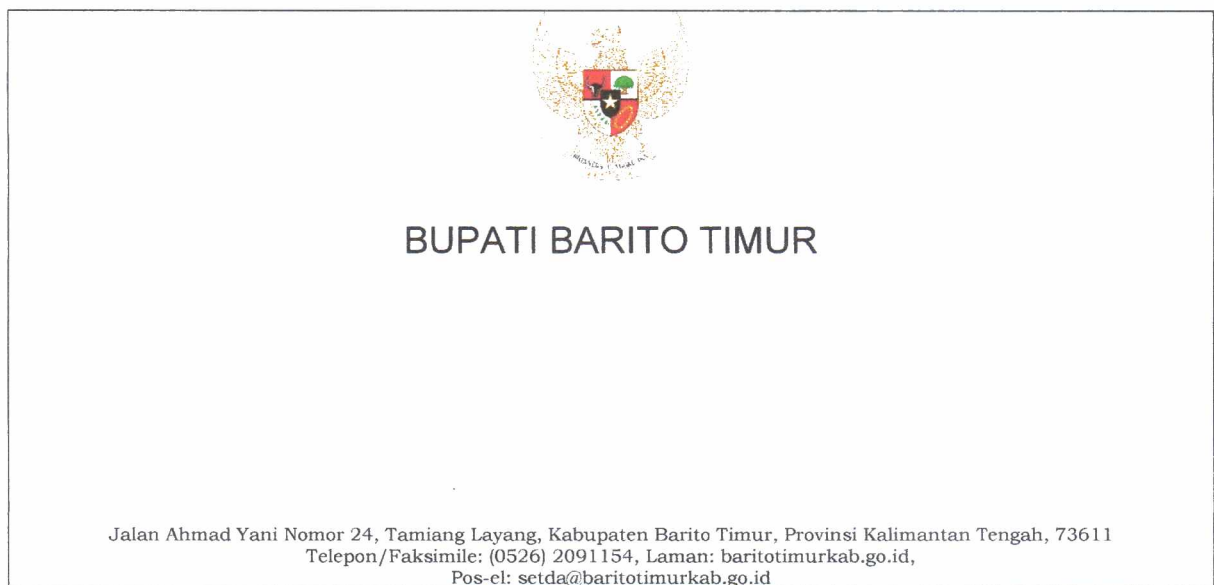 BUPATI BARITO TIMUR
Jalan Ahmad Yani Nomor 24, Tamiang Layang, Kabupaten Barito Timur, Provinsi Kalimantan Tengah, 73611
Telepon/Faksimile: (0526) 2091154, Laman: baritotimurkab.go.id,
Pos-el: setda@baritotimurkab.go.id